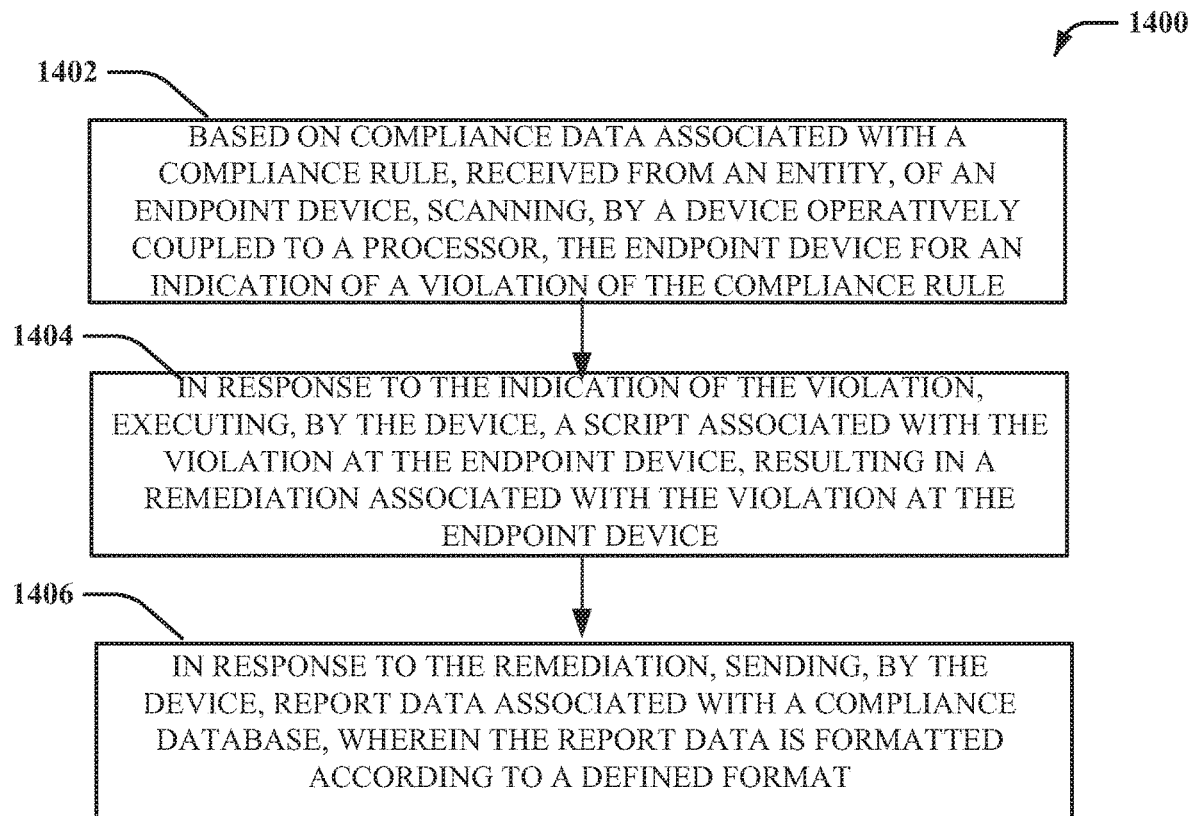 1400
1402
BASED ON COMPLIANCE DATA ASSOCIATED WITH A
COMPLIANCE RULE, RECEIVED FROM AN ENTITY, OF AN
ENDPOINT DEVICE, SCANNING, BY A DEVICE OPERATIVELY
COUPLED TO A PROCESSOR, THE ENDPOINT DEVICE FOR AN
INDICATION OF A VIOLATION OF THE COMPLIANCE RULE
1404
IN RESPONSE TO THE INDICATION OF THE VIOLATION,
EXECUTING, BY THE DEVICE, A SCRIPT ASSOCIATED WITH THE
VIOLATION AT THE ENDPOINT DEVICE, RESULTING IN A
REMEDIATION ASSOCIATED WITH THE VIOLATION AT THE
ENDPOINT DEVICE
1406
IN RESPONSE TO THE REMEDIATION, SENDING, BY THE
DEVICE, REPORT DATA ASSOCIATED WITH A COMPLIANCE
DATABASE, WHEREIN THE REPORT DATA IS FORMATTED
ACCORDING TO A DEFINED FORMAT